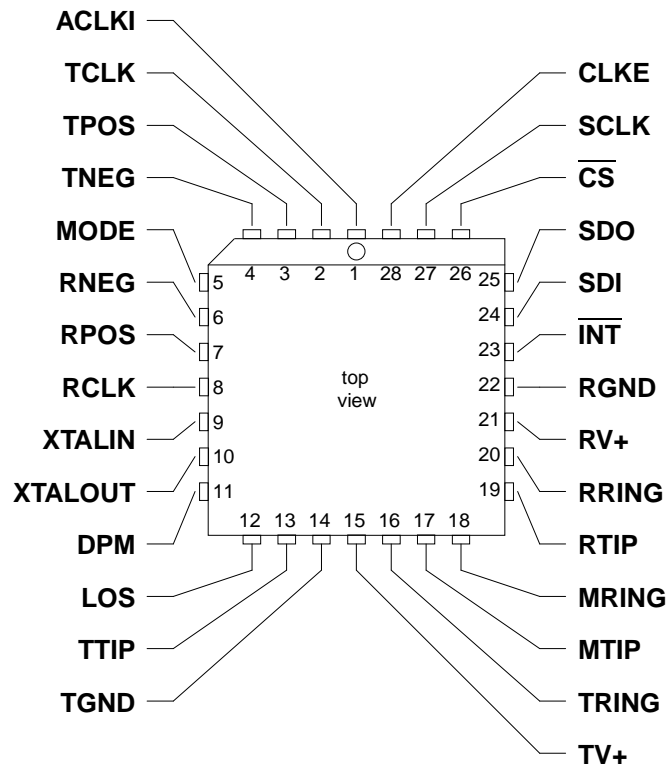 ACLKI
TCLK
TPOS
TNEG
MODE
RNEG
RPOS
RCLK
XTALIN
XTALOUT
DPM
LOS
TTIP
TGND
CLKE
SCLK
C̅S̅
SDO
SDI
I̅N̅T̅
RGND
RV+
RRING
RTIP
MRING
MTIP
TRING
TV+
4 3 2 1 28 27 26
5
6
7
8
9
10
11
25
24
23
22
21
20
19
top
view
12 13 14 15 16 17 18